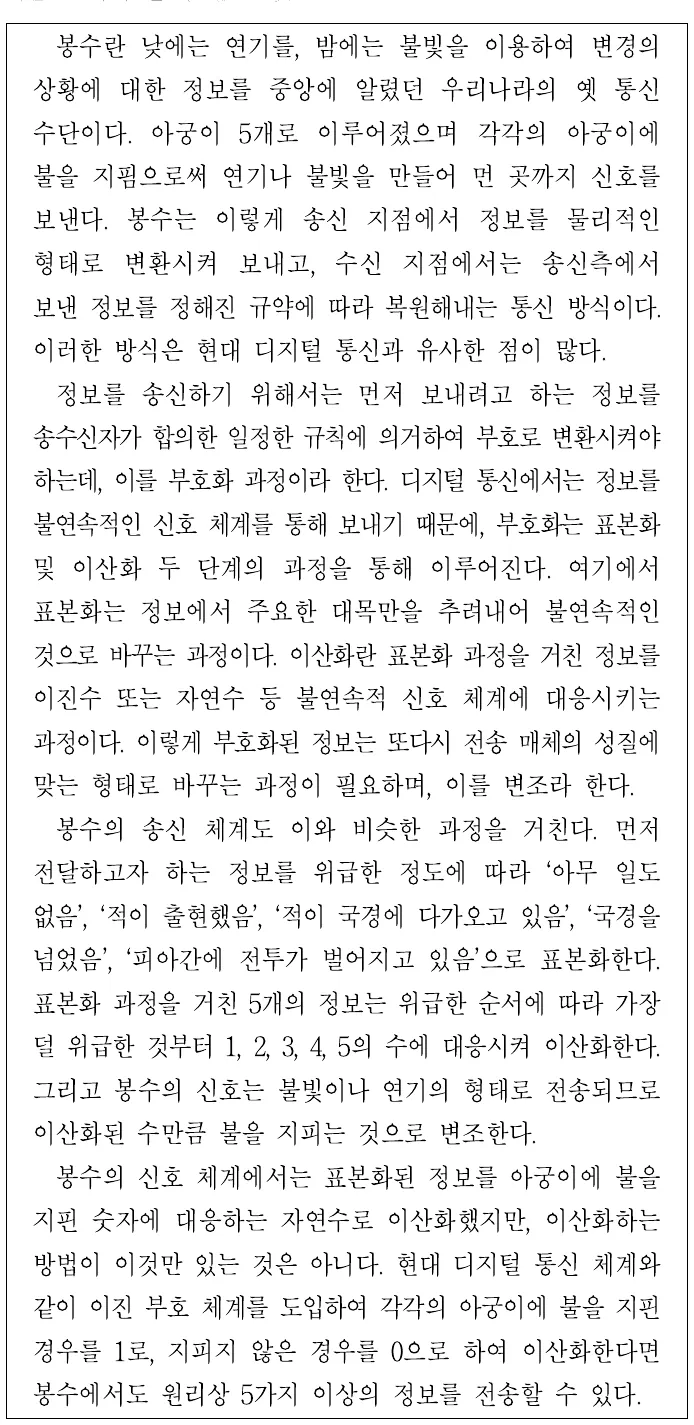 봉수란 낮에는 연기를, 밤에는 불빛을 이용하여 변경의
상황에 대한 정보를 중앙에 알렸던 우리나라의 옛 통신
수단이다. 아궁이 5개로 이루어졌으며 각각의 아궁이에
불을 지핌으로써 연기나 불빛을 만들어 먼 곳까지 신호를
보낸다. 봉수는 이렇게 송신 지점에서 정보를 물리적인
형태로 변환시켜 보내고, 수신 지점에서는 송신측에서
보낸 정보를 정해진 규약에 따라 복원해내는 통신 방식이다.
이러한 방식은 현대 디지털 통신과 유사한 점이 많다.
정보를 송신하기 위해서는 먼저 보내려고 하는 정보를
송수신자가 합의한 일정한 규칙에 의거하여 부호로 변환시켜야
하는데, 이를 부호화 과정이라 한다. 디지털 통신에서는 정보를
불연속적인 신호 체계를 통해 보내기 때문에, 부호화는 표본화
및 이산화 두 단계의 과정을 통해 이루어진다. 여기에서
표본화는 정보에서 주요한 대목만을 추려내어 불연속적인
것으로 바꾸는 과정이다. 이산화란 표본화 과정을 거친 정보를
이진수 또는 자연수 등 불연속적 신호 체계에 대응시키는
과정이다. 이렇게 부호화된 정보는 또다시 전송 매체의 성질에
맞는 형태로 바꾸는 과정이 필요하며, 이를 변조라 한다.
봉수의 송신 체계도 이와 비슷한 과정을 거친다. 먼저
전달하고자 하는 정보를 위급한 정도에 따라 ‘아무 일도
없음’, ‘적이 출현했음’, ‘적이 국경에 다가오고 있음’, ‘국경을
넘었음’, ‘피아간에 전투가 벌어지고 있음’으로 표본화한다.
표본화 과정을 거친 5개의 정보는 위급한 순서에 따라 가장
덜 위급한 것부터 1, 2, 3, 4, 5의 수에 대응시켜 이산화한다.
그리고 봉수의 신호는 불빛이나 연기의 형태로 전송되므로
이산화된 수만큼 불을 지피는 것으로 변조한다.
봉수의 신호 체계에서는 표본화된 정보를 아궁이에 불을
지핀 숫자에 대응하는 자연수로 이산화했지만, 이산화하는
방법이 이것만 있는 것은 아니다. 현대 디지털 통신 체계와
같이 이진 부호 체계를 도입하여 각각의 아궁이에 불을 지핀
경우를 1로, 지피지 않은 경우를 0으로 하여 이산화한다면
봉수에서도 원리상 5가지 이상의 정보를 전송할 수 있다.